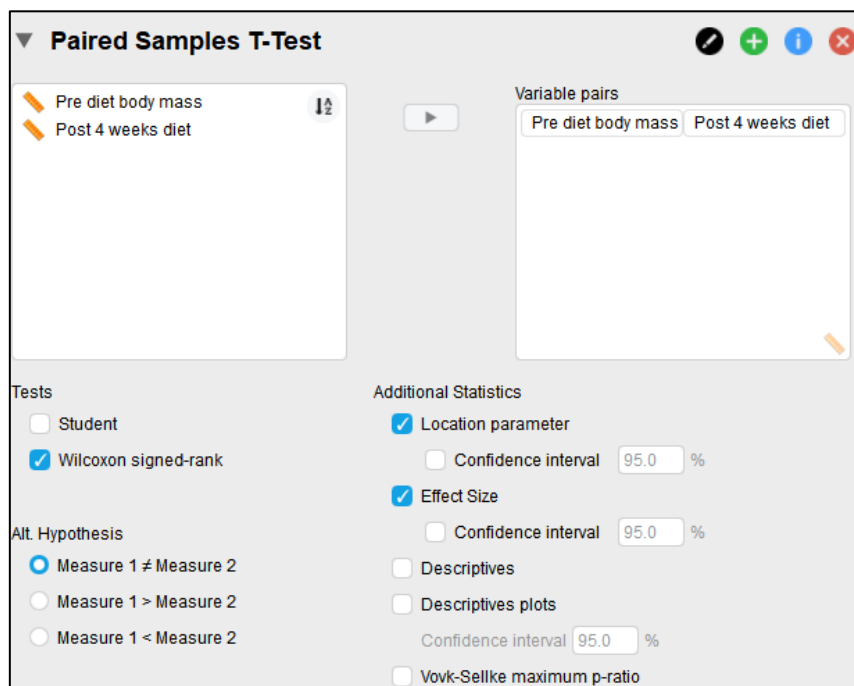 Paired Samples T-Test
Pre diet body mass
Post 4 weeks diet
Variable pairs
Pre diet body mass Post 4 weeks diet
Tests
Student
Wilcoxon signed-rank
Alt. Hypothesis
Measure 1 ≠ Measure 2
Measure 1 > Measure 2
Measure 1 < Measure 2
Additional Statistics
Location parameter
Confidence interval 95.0 %
Effect Size
Confidence interval 95.0 %
Descriptives
Descriptives plots
Confidence interval 95.0 %
Vovk-Sellke maximum p-ratio